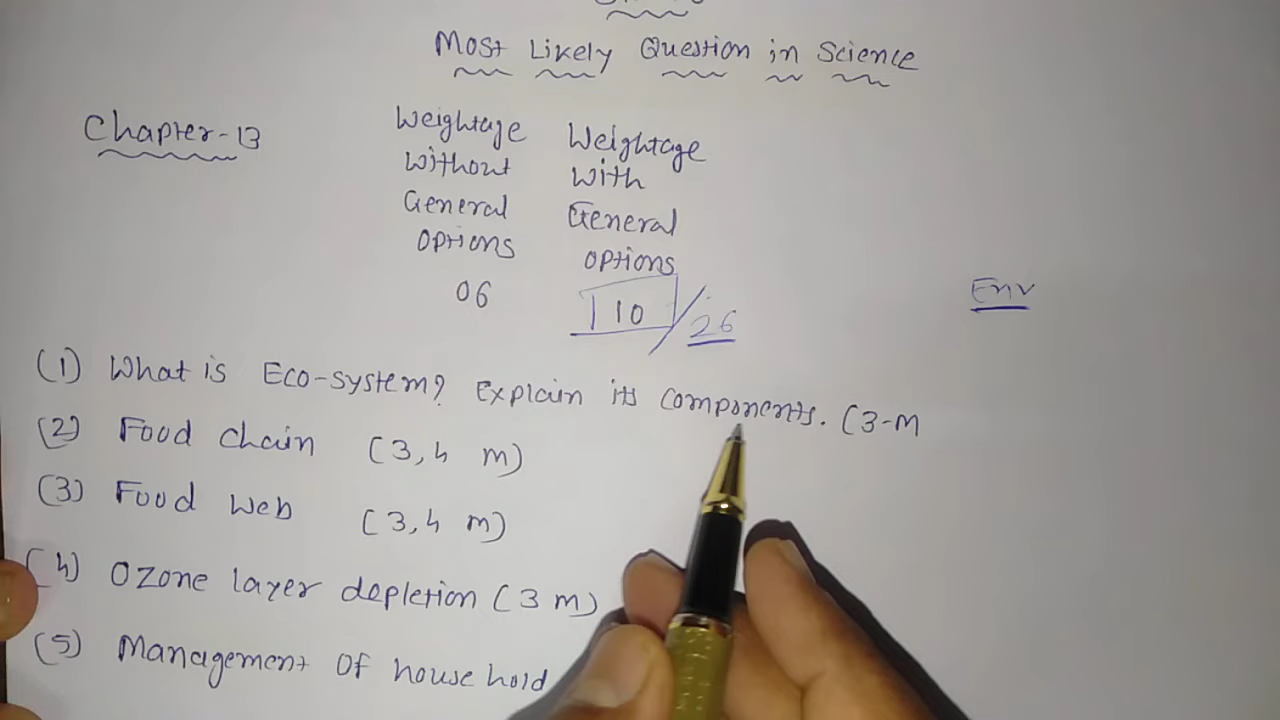 Most Likely Question in Science
Chapter-13
Weightage
Without
General
Options
06
Weightage
With
General
Options
10/26
Env
(1) What is Eco-system? Explain its components. (3-M
(2) Food chain (3,4 m)
(3) Food web (3,4 m)
(4) Ozone layer depletion (3 m)
(5) Management of house hold